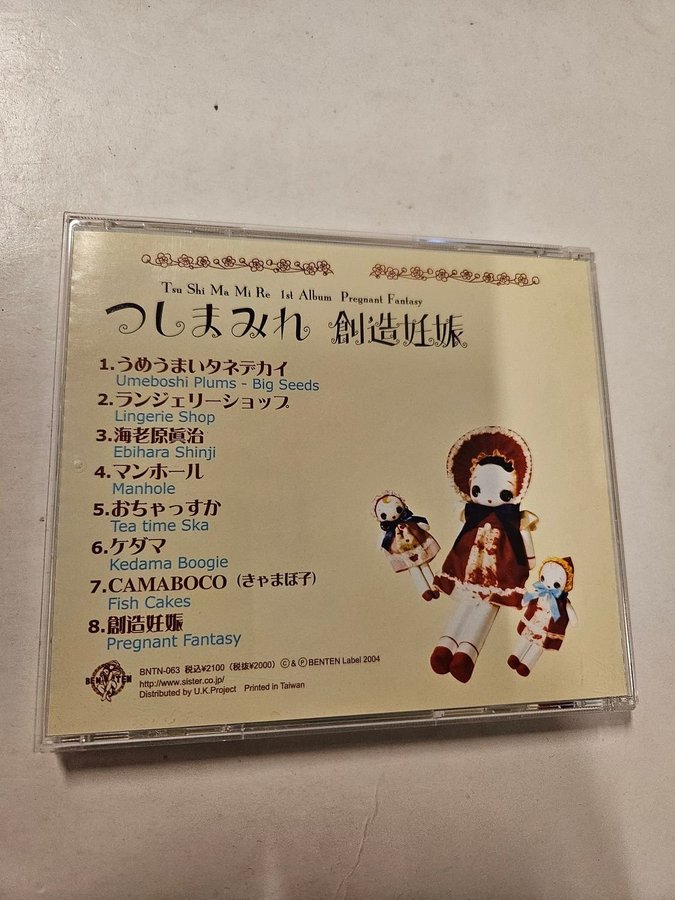 Tsu Shi Ma Mi Re 1st Album Pregnant Fantasy
つしまみれ 創造妊娠
1.うめうまいタネデカイ
Umeboshi Plums - Big Seeds
2.ランジェリーショップ
Lingerie Shop
3.海老原眞治
Ebihara Shinji
4.マンホール
Manhole
5.おちゃっすか
Tea time Ska
6.ケダマ
Kedama Boogie
7.CAMABOCO (きゃまぼ子)
Fish Cakes
8.創造妊娠
Pregnant Fantasy
BENTEN
BNTN-063 税込¥2100 (税抜¥2000) Ⓒ & Ⓟ BENTEN Label 2004
http://www.sister.co.jp/
Distributed by U.K.Project Printed in Taiwan